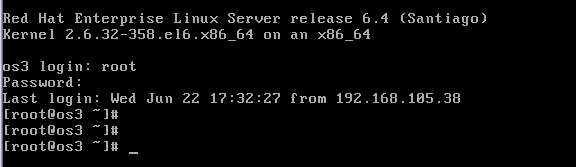 Red Hat Enterprise Linux Server release 6.4 (Santiago)
Kernel 2.6.32-358.el6.x86_64 on an x86_64
os3 login: root
Password:
Last login: Wed Jun 22 17:32:27 from 192.168.105.38
[root@os3 ~]#
[root@os3 ~]#
[root@os3 ~]# _